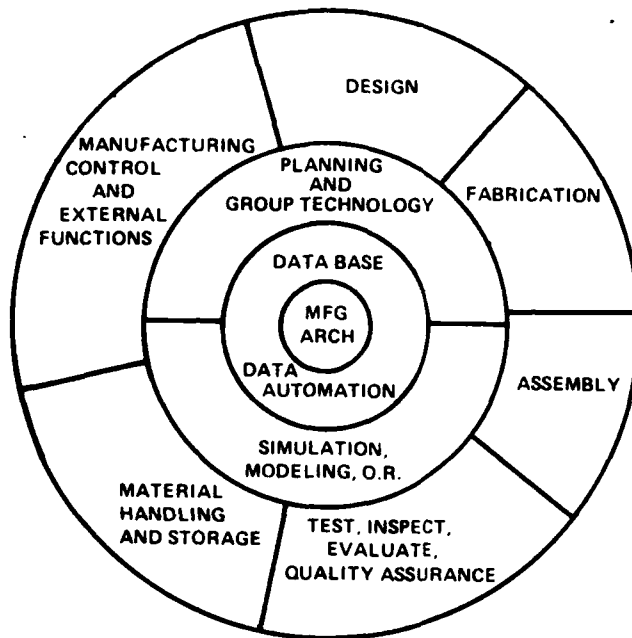 DESIGN
MANUFACTURING
CONTROL
AND
EXTERNAL
FUNCTIONS
PLANNING
AND
GROUP TECHNOLOGY
FABRICATION
DATA BASE
MFG
ARCH
DATA
AUTOMATION
ASSEMBLY
SIMULATION,
MODELING, O.R.
MATERIAL
HANDLING
AND STORAGE
TEST, INSPECT,
EVALUATE,
QUALITY ASSURANCE